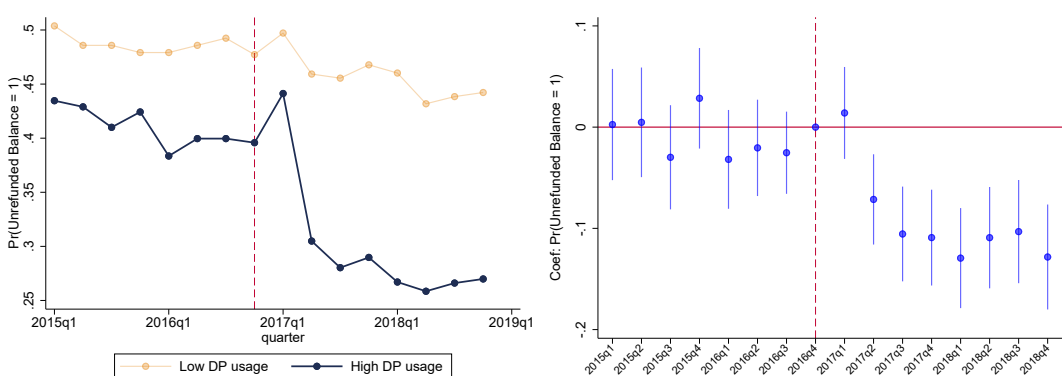 Pr(Unrefunded Balance = 1)
.5
.45
.4
.35
.3
.25
2015q1 2016q1 2017q1 2018q1 2019q1
quarter
Low DP usage High DP usage
Coef: Pr(Unrefunded Balance = 1)
.1
0
-.1
-.2
2015q1 2015q2 2015q3 2015q4 2016q1 2016q2 2016q3 2016q4 2017q1 2017q2 2017q3 2017q4 2018q1 2018q2 2018q3 2018q4